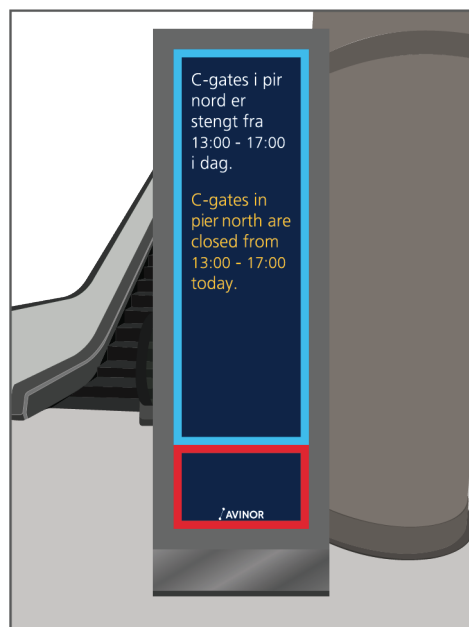 C-gates i pir
nord er
stengt fra
13:00 - 17:00
i dag.
C-gates in
pier north are
closed from
13:00 - 17:00
today.
AVINOR